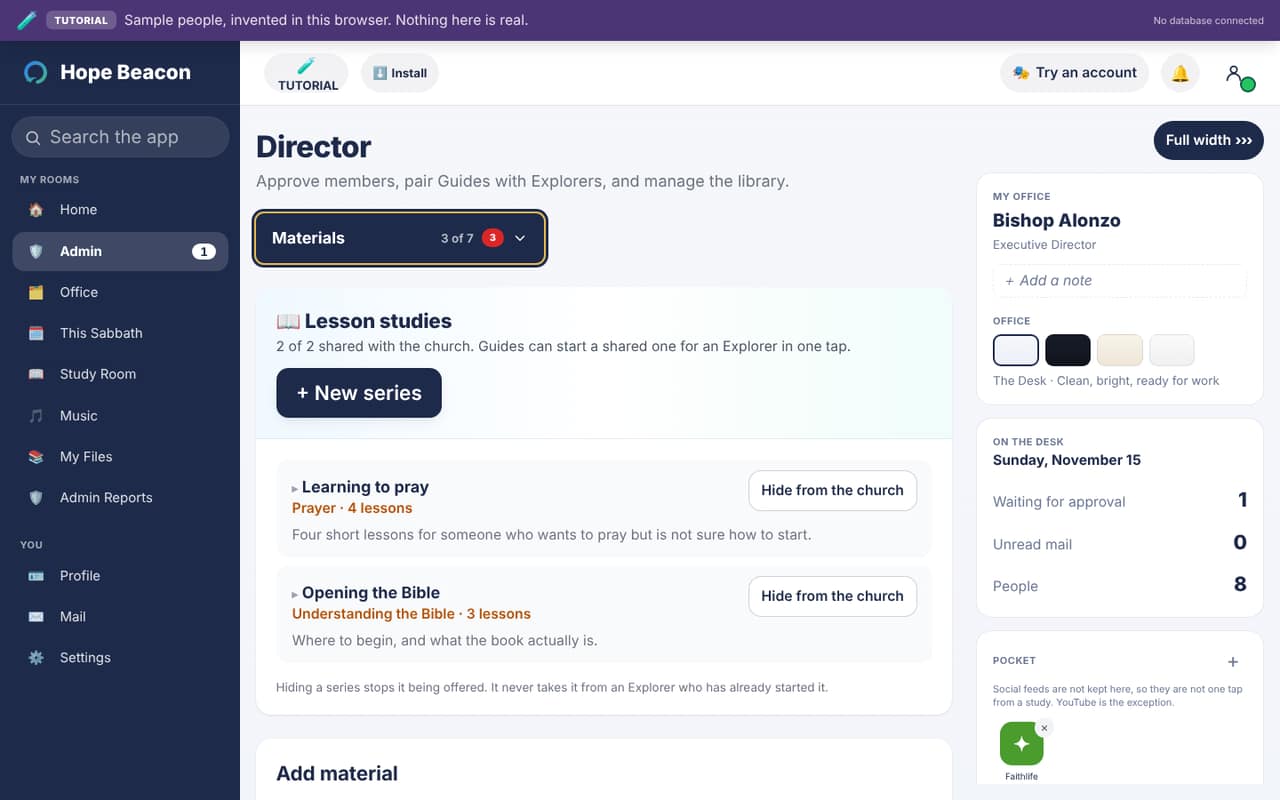 TUTORIAL Sample people, invented in this browser. Nothing here is real.
No database connected
Hope Beacon
Search the app
MY ROOMS
Home
Admin 1
Office
This Sabbath
Study Room
Music
My Files
Admin Reports
YOU
Profile
Mail
Settings
TUTORIAL
Install
Try an account
Director
Approve members, pair Guides with Explorers, and manage the library.
Full width ›››
Materials 3 of 7 3
Lesson studies
2 of 2 shared with the church. Guides can start a shared one for an Explorer in one tap.
+ New series
Learning to pray
Prayer · 4 lessons
Four short lessons for someone who wants to pray but is not sure how to start.
Hide from the church
Opening the Bible
Understanding the Bible · 3 lessons
Where to begin, and what the book actually is.
Hide from the church
Hiding a series stops it being offered. It never takes it from an Explorer who has already started it.
Add material
MY OFFICE
Bishop Alonzo
Executive Director
+ Add a note
OFFICE
The Desk · Clean, bright, ready for work
ON THE DESK
Sunday, November 15
Waiting for approval 1
Unread mail 0
People 8
POCKET +
Social feeds are not kept here, so they are not one tap
from a study. YouTube is the exception.
×
Faithlife